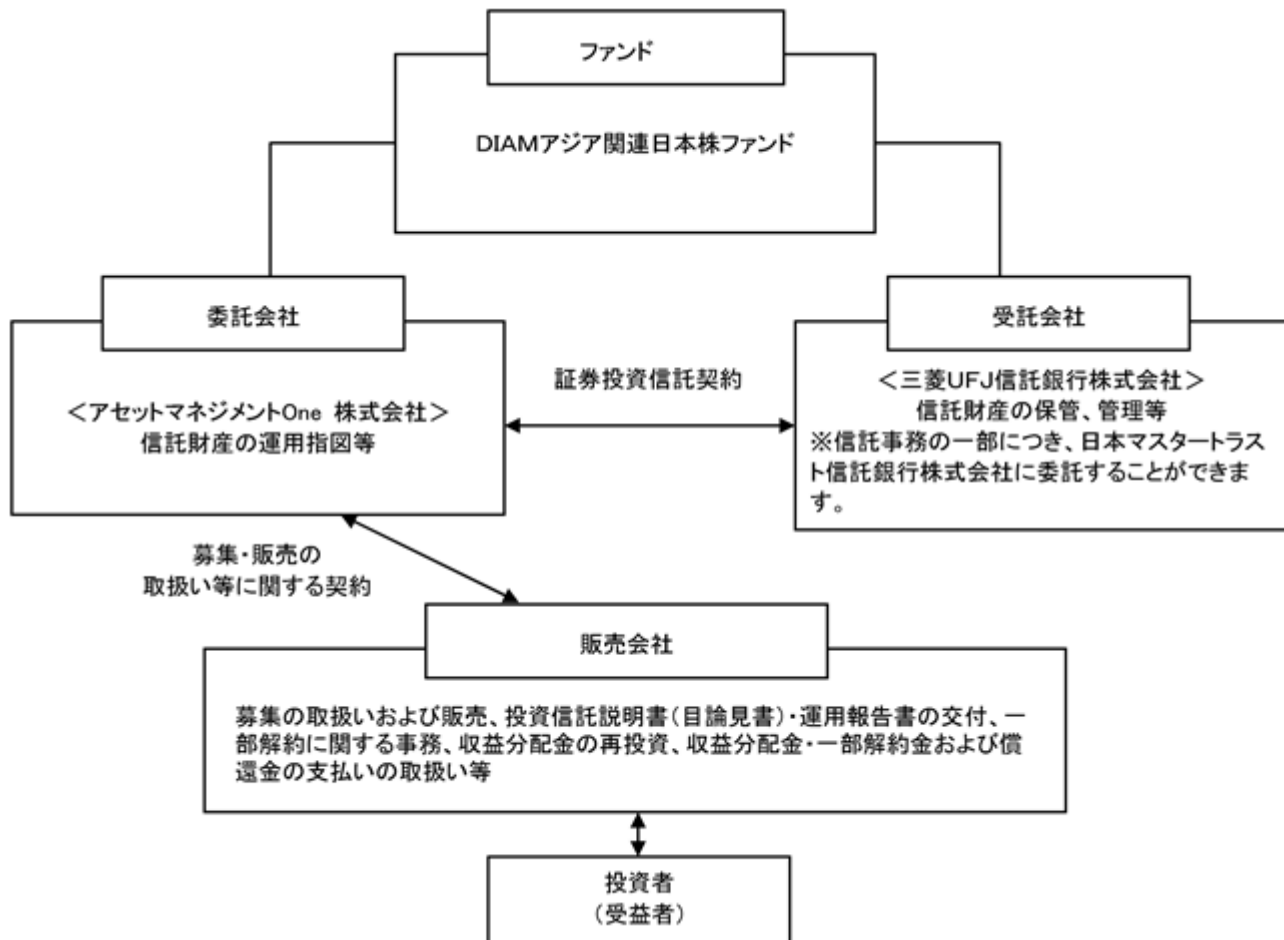 ファンド
DIAMアジア関連日本株ファンド
委託会社
<アセットマネジメントOne 株式会社>
信託財産の運用指図等
証券投資信託契約
受託会社
<三菱UFJ信託銀行株式会社>
信託財産の保管、管理等
※信託事務の一部につき、日本マスタートラス
ト信託銀行株式会社に委託することができま
す。
募集・販売の
取扱い等に関する契約
販売会社
募集の取扱いおよび販売、投資信託説明書(目論見書)・運用報告書の交付、一
部解約に関する事務、収益分配金の再投資、収益分配金・一部解約金および償
還金の支払いの取扱い等
投資者
(受益者)